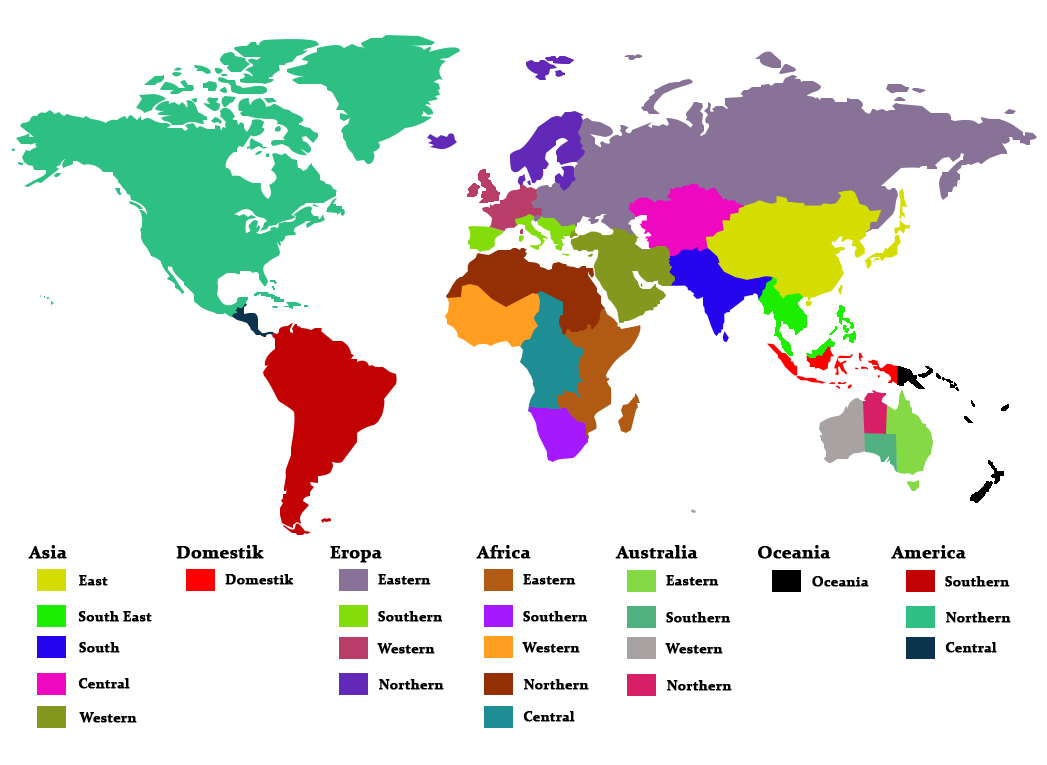 Asia
East
South East
South
Central
Western
Domestik
Domestik
Eropa
Eastern
Southern
Western
Northern
Africa
Eastern
Southern
Western
Northern
Central
Australia
Eastern
Southern
Western
Northern
Oceania
Oceania
America
Southern
Northern
Central